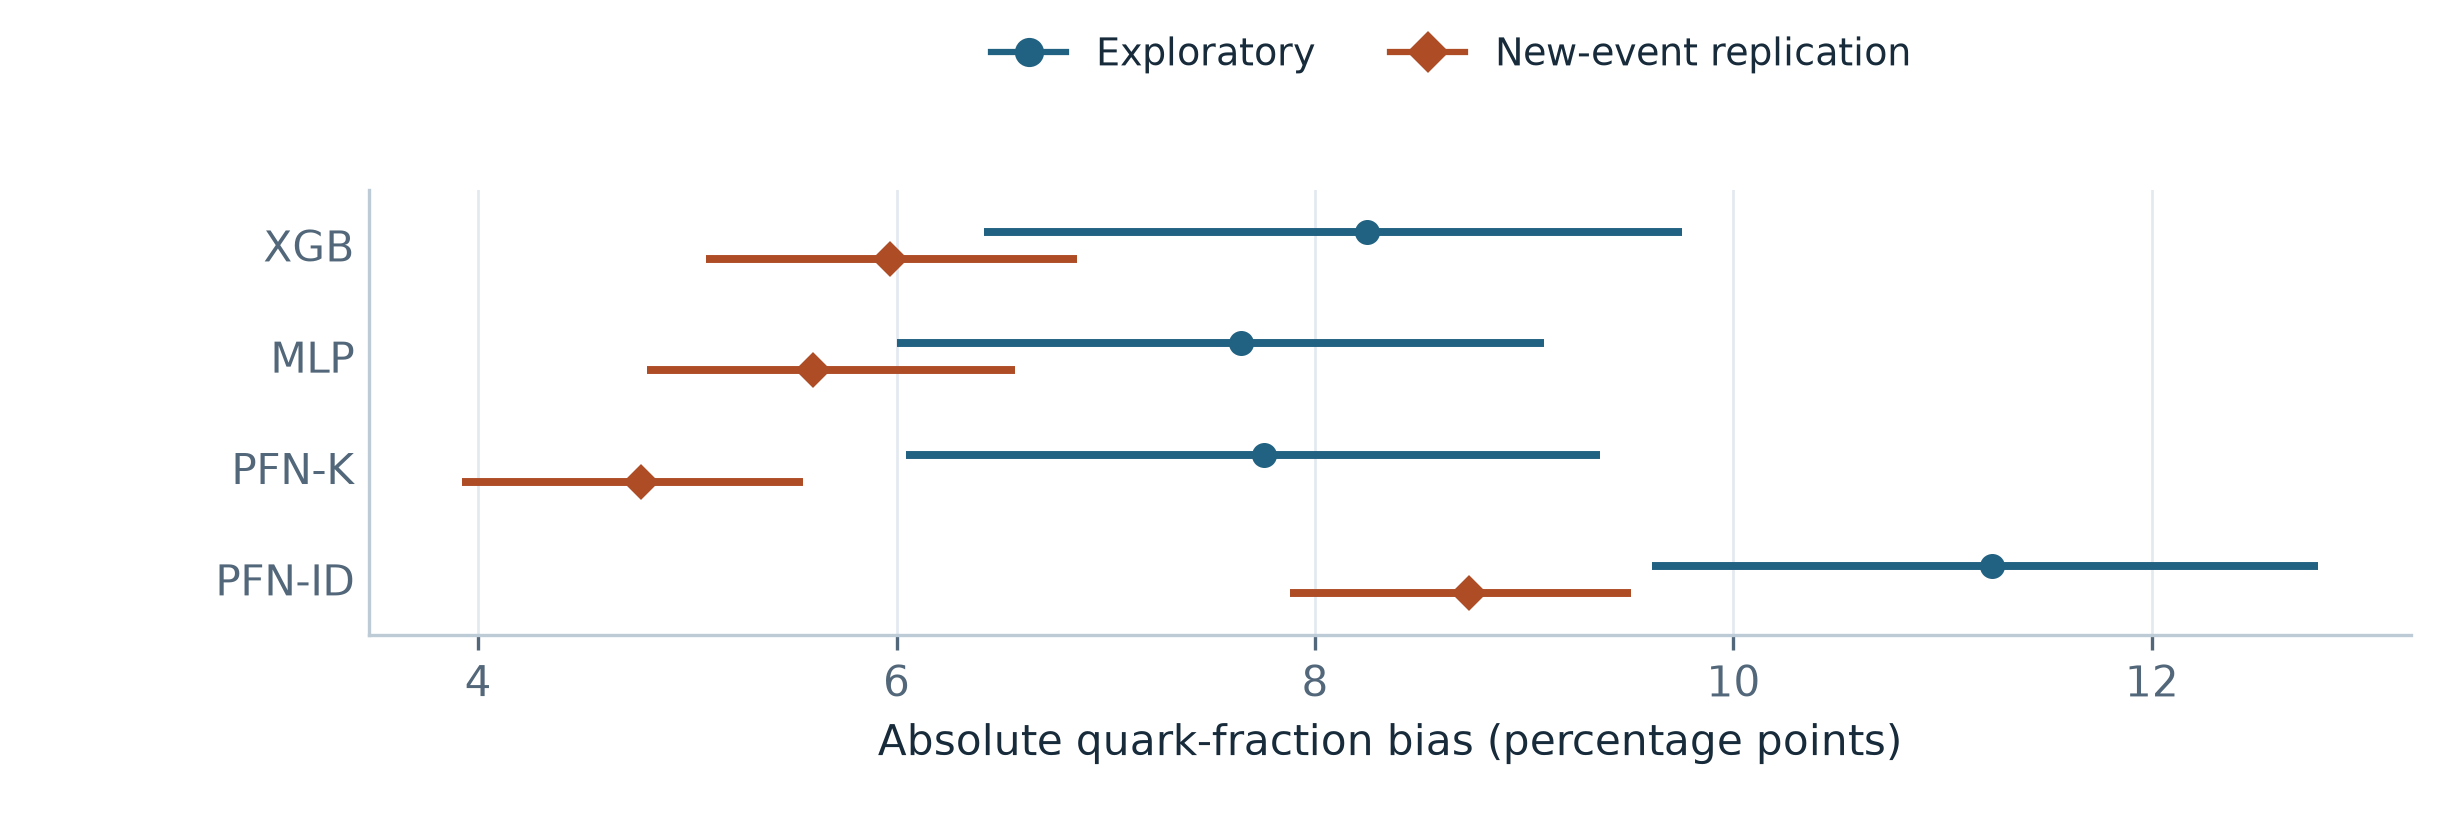 Exploratory New-event replication
XGB
MLP
PFN-K
PFN-ID
4 6 8 10 12
Absolute quark-fraction bias (percentage points)